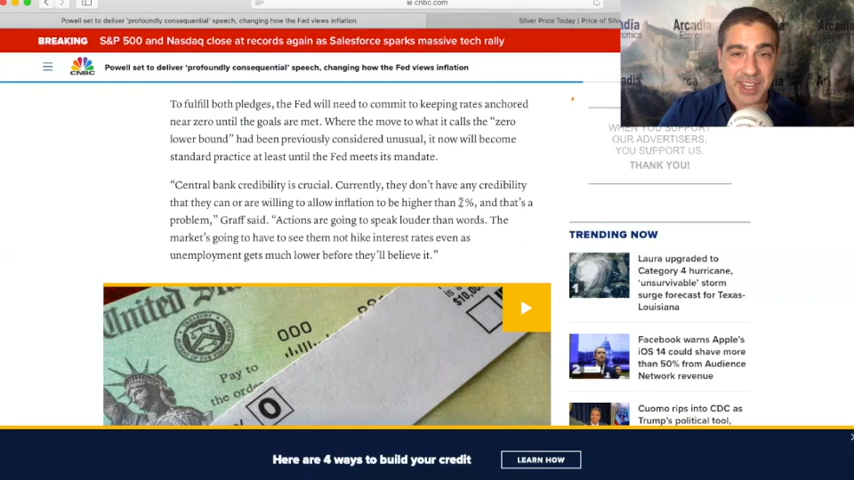 cnbc.com
Powell set to deliver 'profoundly consequential' speech, changing how the Fed views inflation
Silver Price Today | Price of Sil
BREAKING S&P 500 and Nasdaq close at records again as Salesforce sparks massive tech rally
CNBC
Powell set to deliver 'profoundly consequential' speech, changing how the Fed views inflation
Arcadia
Economics
Arcadia
To fulfill both pledges, the Fed will need to commit to keeping rates anchored
near zero until the goals are met. Where the move to what it calls the "zero
lower bound" had been previously considered unusual, it now will become
standard practice at least until the Fed meets its mandate.
"Central bank credibility is crucial. Currently, they don't have any credibility
that they can or are willing to allow inflation to be higher than 2%, and that's a
problem," Graff said. "Actions are going to speak louder than words. The
market's going to have to see them not hike interest rates even as
unemployment gets much lower before they'll believe it."
WHEN YOU SUPPORT
OUR ADVERTISERS,
YOU SUPPORT US.
THANK YOU!
TRENDING NOW
1
Laura upgraded to
Category 4 hurricane,
'unsurvivable' storm
surge forecast for Texas-
Louisiana
2
Facebook warns Apple's
iOS 14 could shave more
than 50% from Audience
Network revenue
Cuomo rips into CDC as
Trump's political tool,
United Sta
000
Pay to
the order
is a
$10,0
Here are 4 ways to build your credit
LEARN HOW